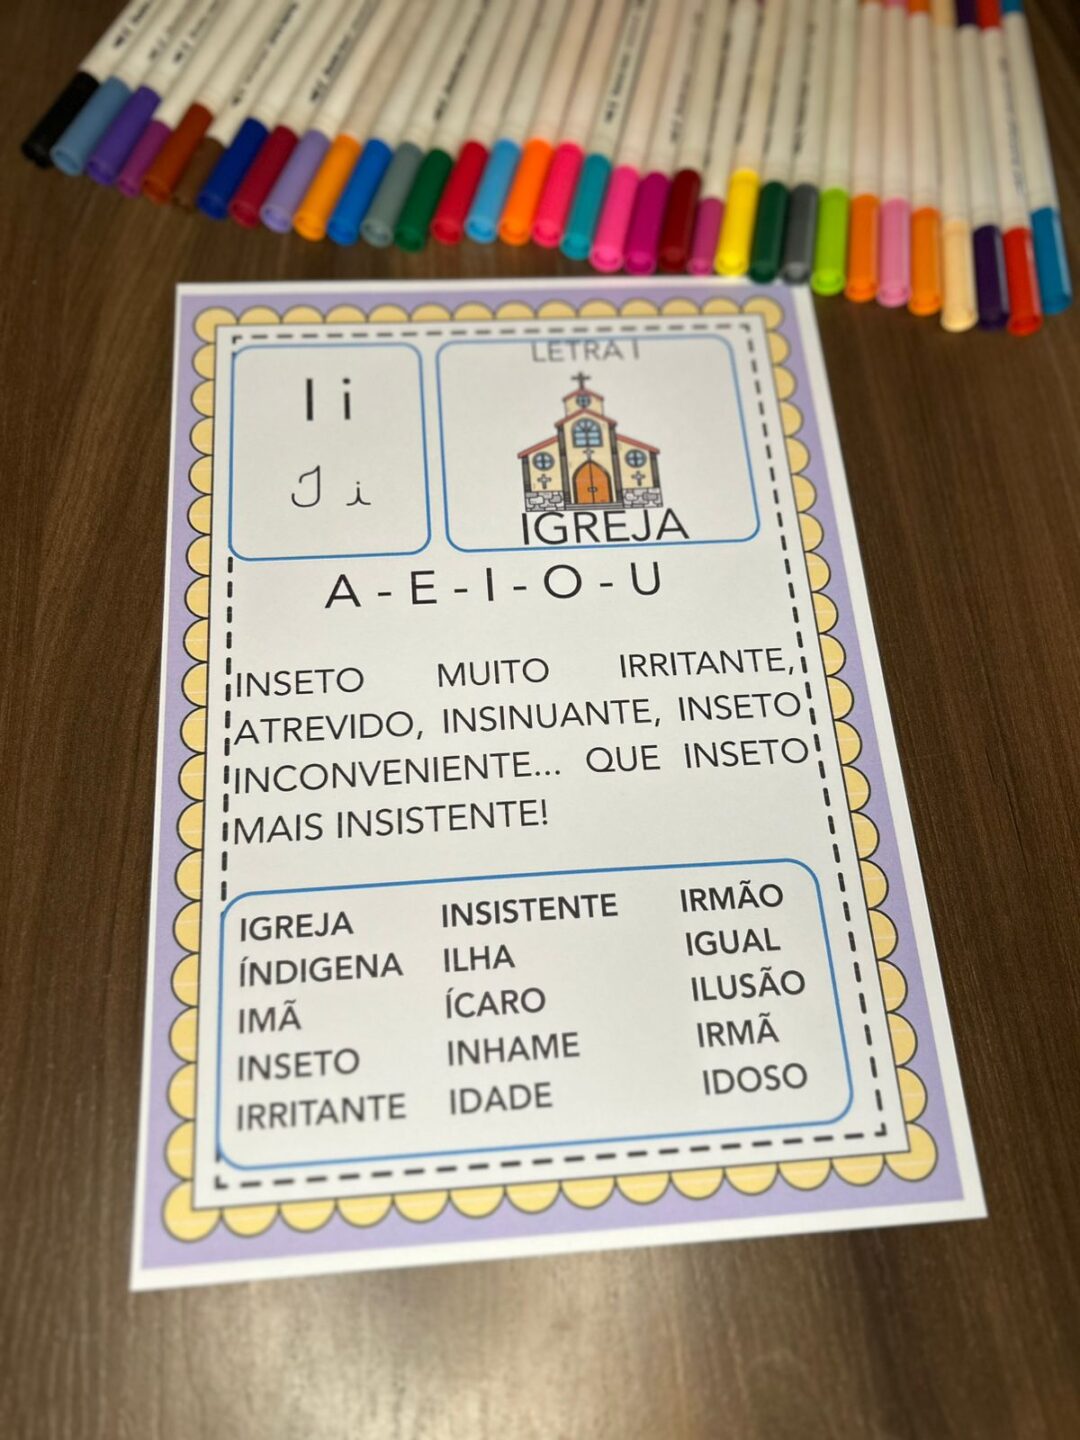 I i
I i
LETRA I
IGREJA
A - E - I - O - U
INSETO MUITO IRRITANTE,
ATREVIDO, INSINUANTE, INSETO
INCONVENIENTE... QUE INSETO
MAIS INSISTENTE!
IGREJA INSISTENTE IRMÃO
ÍNDIGENA ILHA IGUAL
IMÃ ÍCARO ILUSÃO
INSETO INHAME IRMÃ
IRRITANTE IDADE IDOSO